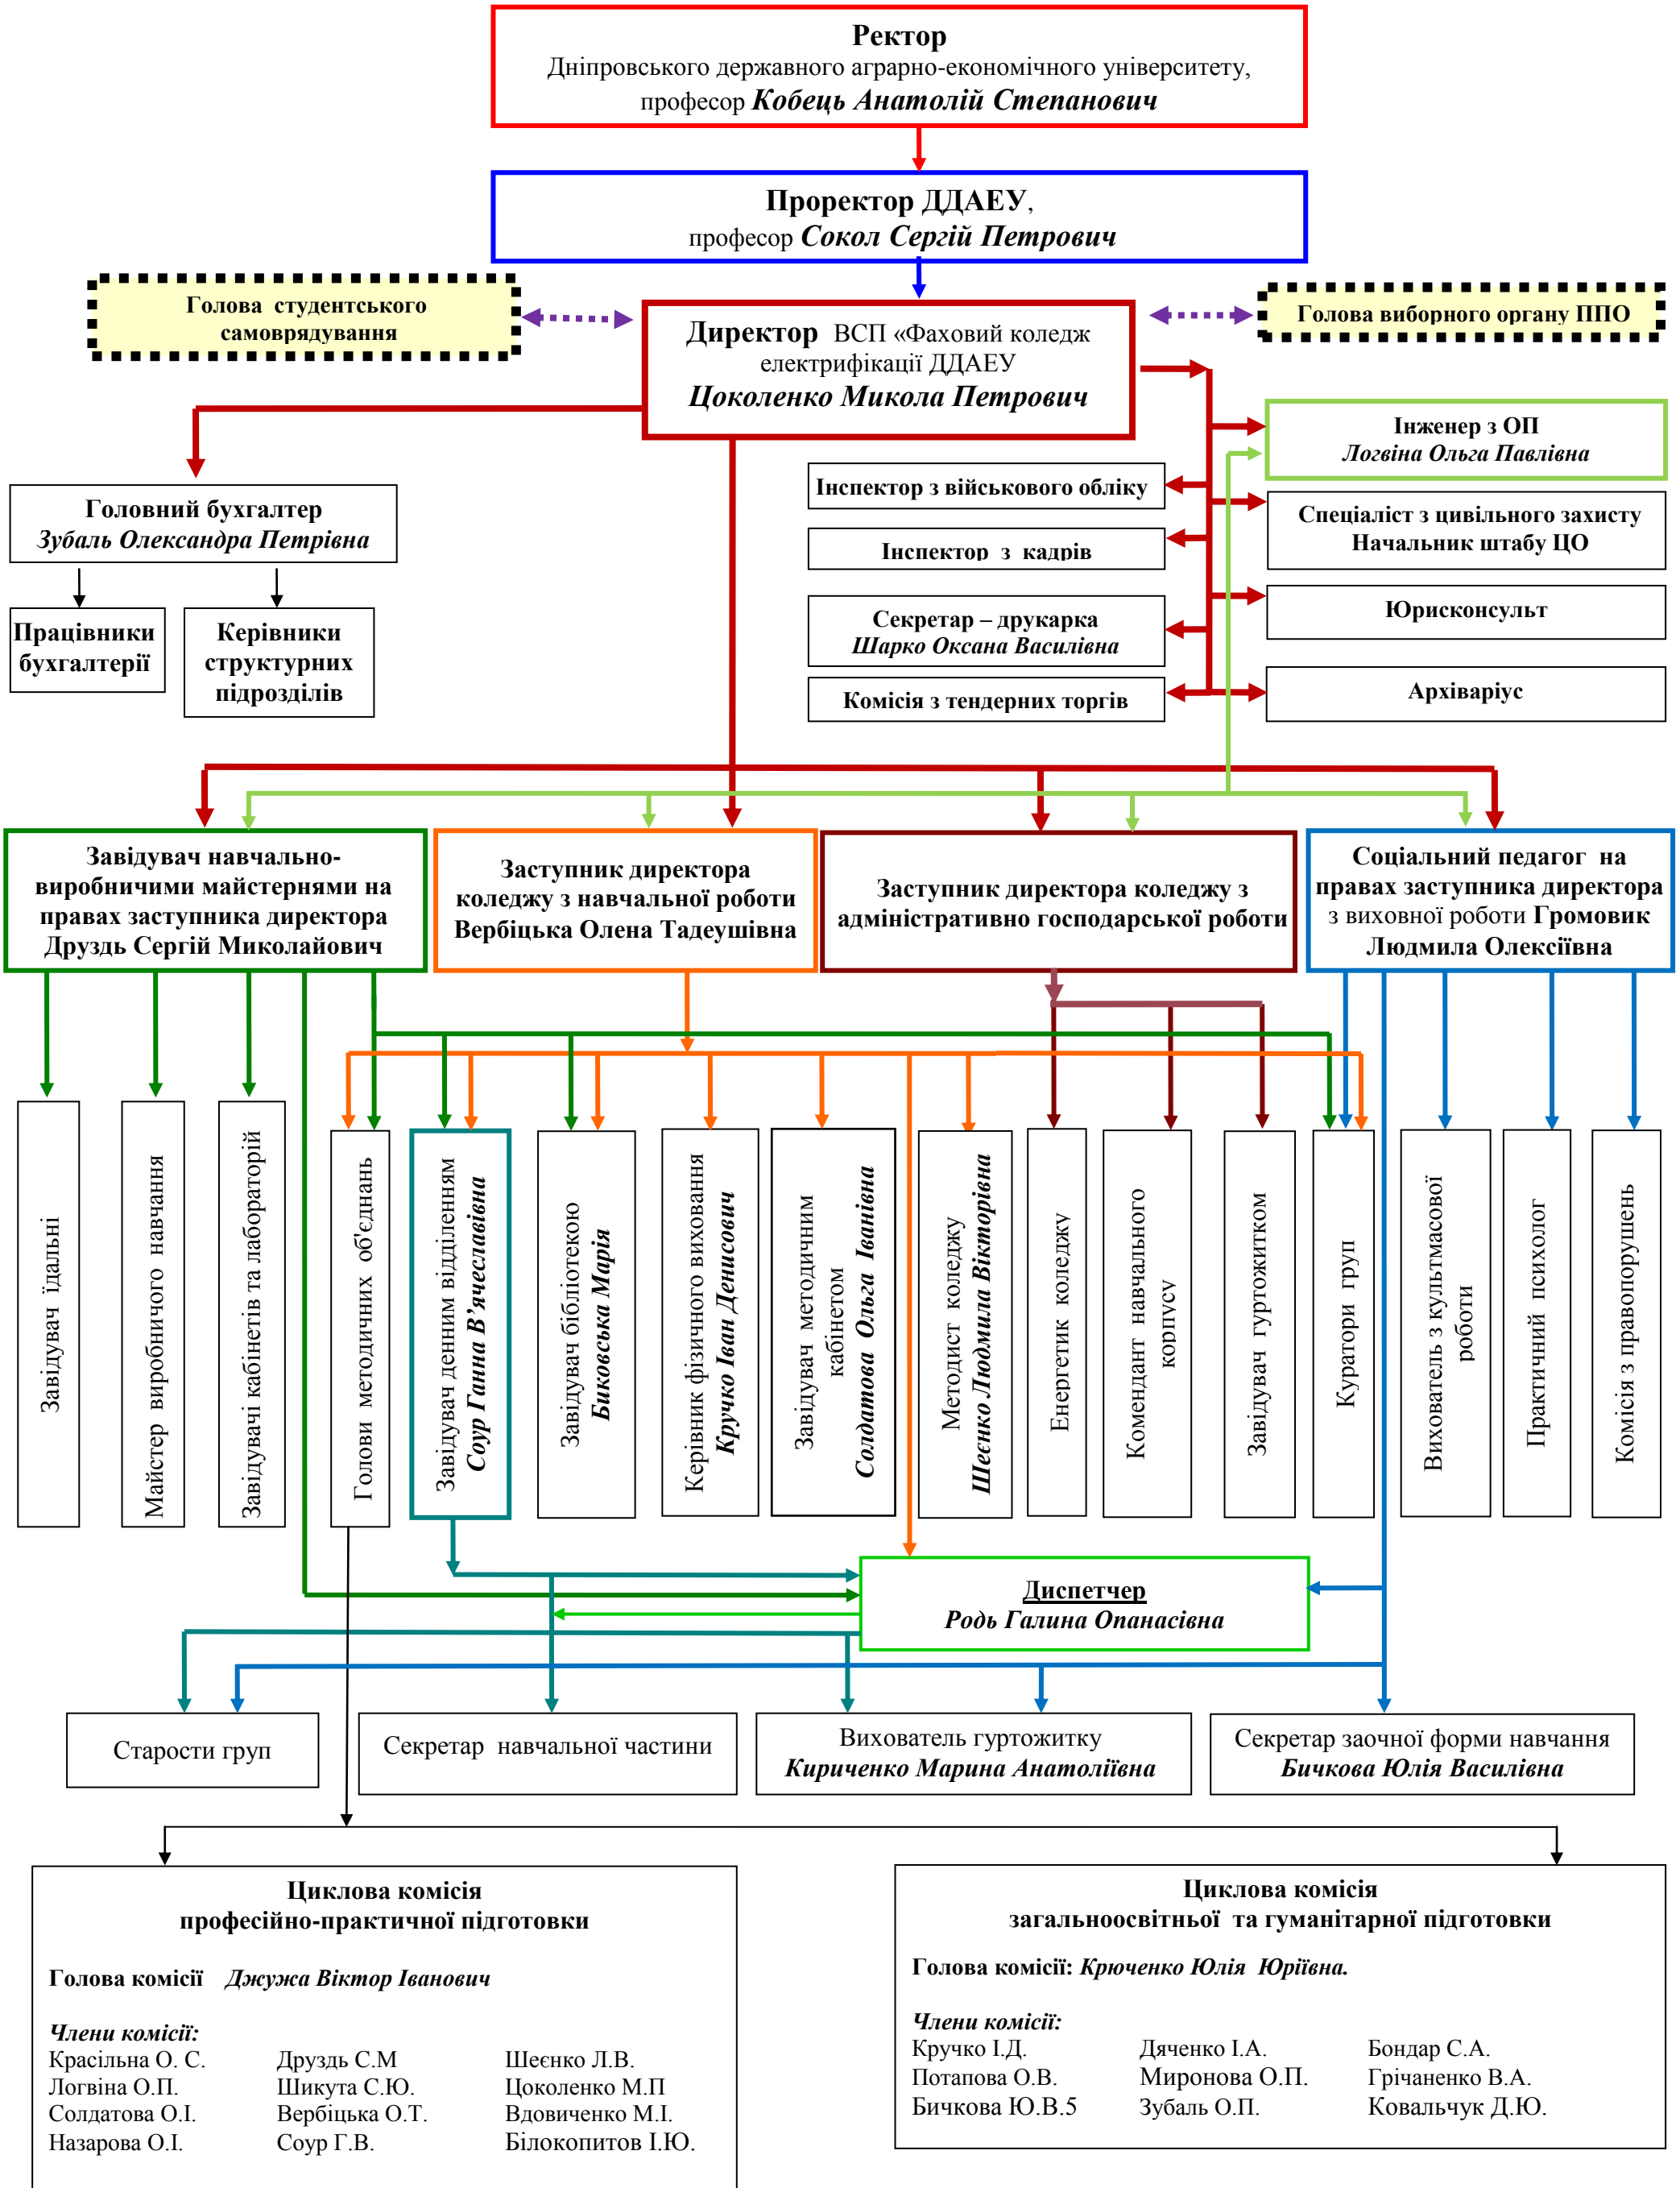 Ректор
Дніпровського державного аграрно-економічного університету,
професор Кобець Анатолій Степанович
Проректор ДДАЕУ,
професор Сокол Сергій Петрович
Голова студентського
самоврядування
Директор ВСП «Фаховий коледж
електрифікації ДДАЕУ
Цоколенко Микола Петрович
Голова виборного органу ППО
Інженер з ОП
Логвіна Ольга Павлівна
Головний бухгалтер
Зубаль Олександра Петрівна
Працівники
бухгалтерії
Керівники
структурних
підрозділів
Інспектор з військового обліку
Інспектор з кадрів
Секретар – друкарка
Шарко Оксана Василівна
Комісія з тендерних торгів
Спеціаліст з цивільного захисту
Начальник штабу ЦО
Юрисконсульт
Архіваріус
Завідувач навчально-
виробничими майстернями на
правах заступника директора
Друздь Сергій Миколайович
Заступник директора
коледжу з навчальної роботи
Вербіцька Олена Тадеушівна
Заступник директора коледжу з
адміністративно господарської роботи
Соціальний педагог на
правах заступника директора
з виховної роботи Громовик
Людмила Олексіївна
Завідувач їдальні
Майстер виробничого навчання
Завідувачі кабінетів та лабораторій
Голови методичних об'єднань
Завідувач денним відділенням
Соур Ганна В’ячеславівна
Завідувач бібліотекою
Биковська Марія
Керівник фізичного виховання
Кручко Іван Денисович
Завідувач методичним
кабінетом
Солдатова Ольга Іванівна
Методист коледжу
Шеєнко Людмила Вікторівна
Енергетик коледжу
Комендант навчального
корпусу
Завідувач гуртожитком
Куратори груп
Вихователь з культмасової
роботи
Практичний психолог
Комісія з правопорушень
Диспетчер
Родь Галина Опанасівна
Старости груп
Секретар навчальної частини
Вихователь гуртожитку
Кириченко Марина Анатоліївна
Секретар заочної форми навчання
Бичкова Юлія Василівна
Циклова комісія
професійно-практичної підготовки
Голова комісії Джужа Віктор Іванович
Члени комісії:
Красільна О. С. Друздь С.М Шеєнко Л.В.
Логвіна О.П. Шикута С.Ю. Цоколенко М.П
Солдатова О.І. Вербіцька О.Т. Вдовиченко М.І.
Назарова О.І. Соур Г.В. Білокопитов І.Ю.
Циклова комісія
загальноосвітньої та гуманітарної підготовки
Голова комісії: Крюченко Юлія Юріївна.
Члени комісії:
Кручко І.Д. Дяченко І.А. Бондар С.А.
Потапова О.В. Миронова О.П. Грічаненко В.А.
Бичкова Ю.В.5 Зубаль О.П. Ковальчук Д.Ю.